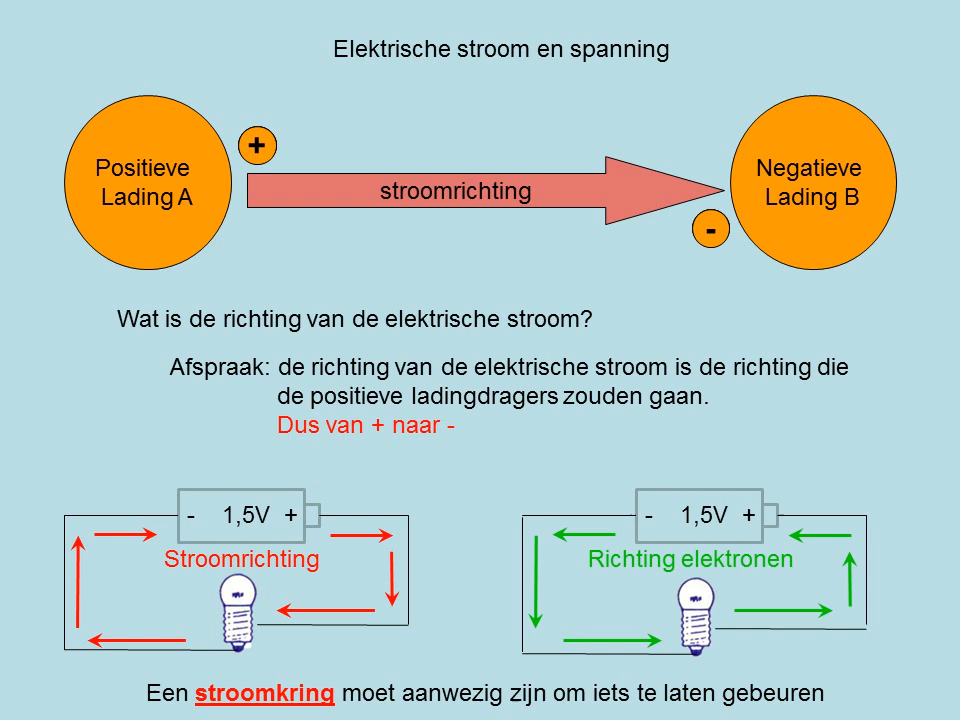 Elektrische stroom en spanning
Positieve
Lading A
+
stroomrichting
-
Negatieve
Lading B
Wat is de richting van de elektrische stroom?
Afspraak: de richting van de elektrische stroom is de richting die
de positieve ladingdragers zouden gaan.
Dus van + naar -
- 1,5V +
Stroomrichting
- 1,5V +
Richting elektronen
Een stroomkring moet aanwezig zijn om iets te laten gebeuren